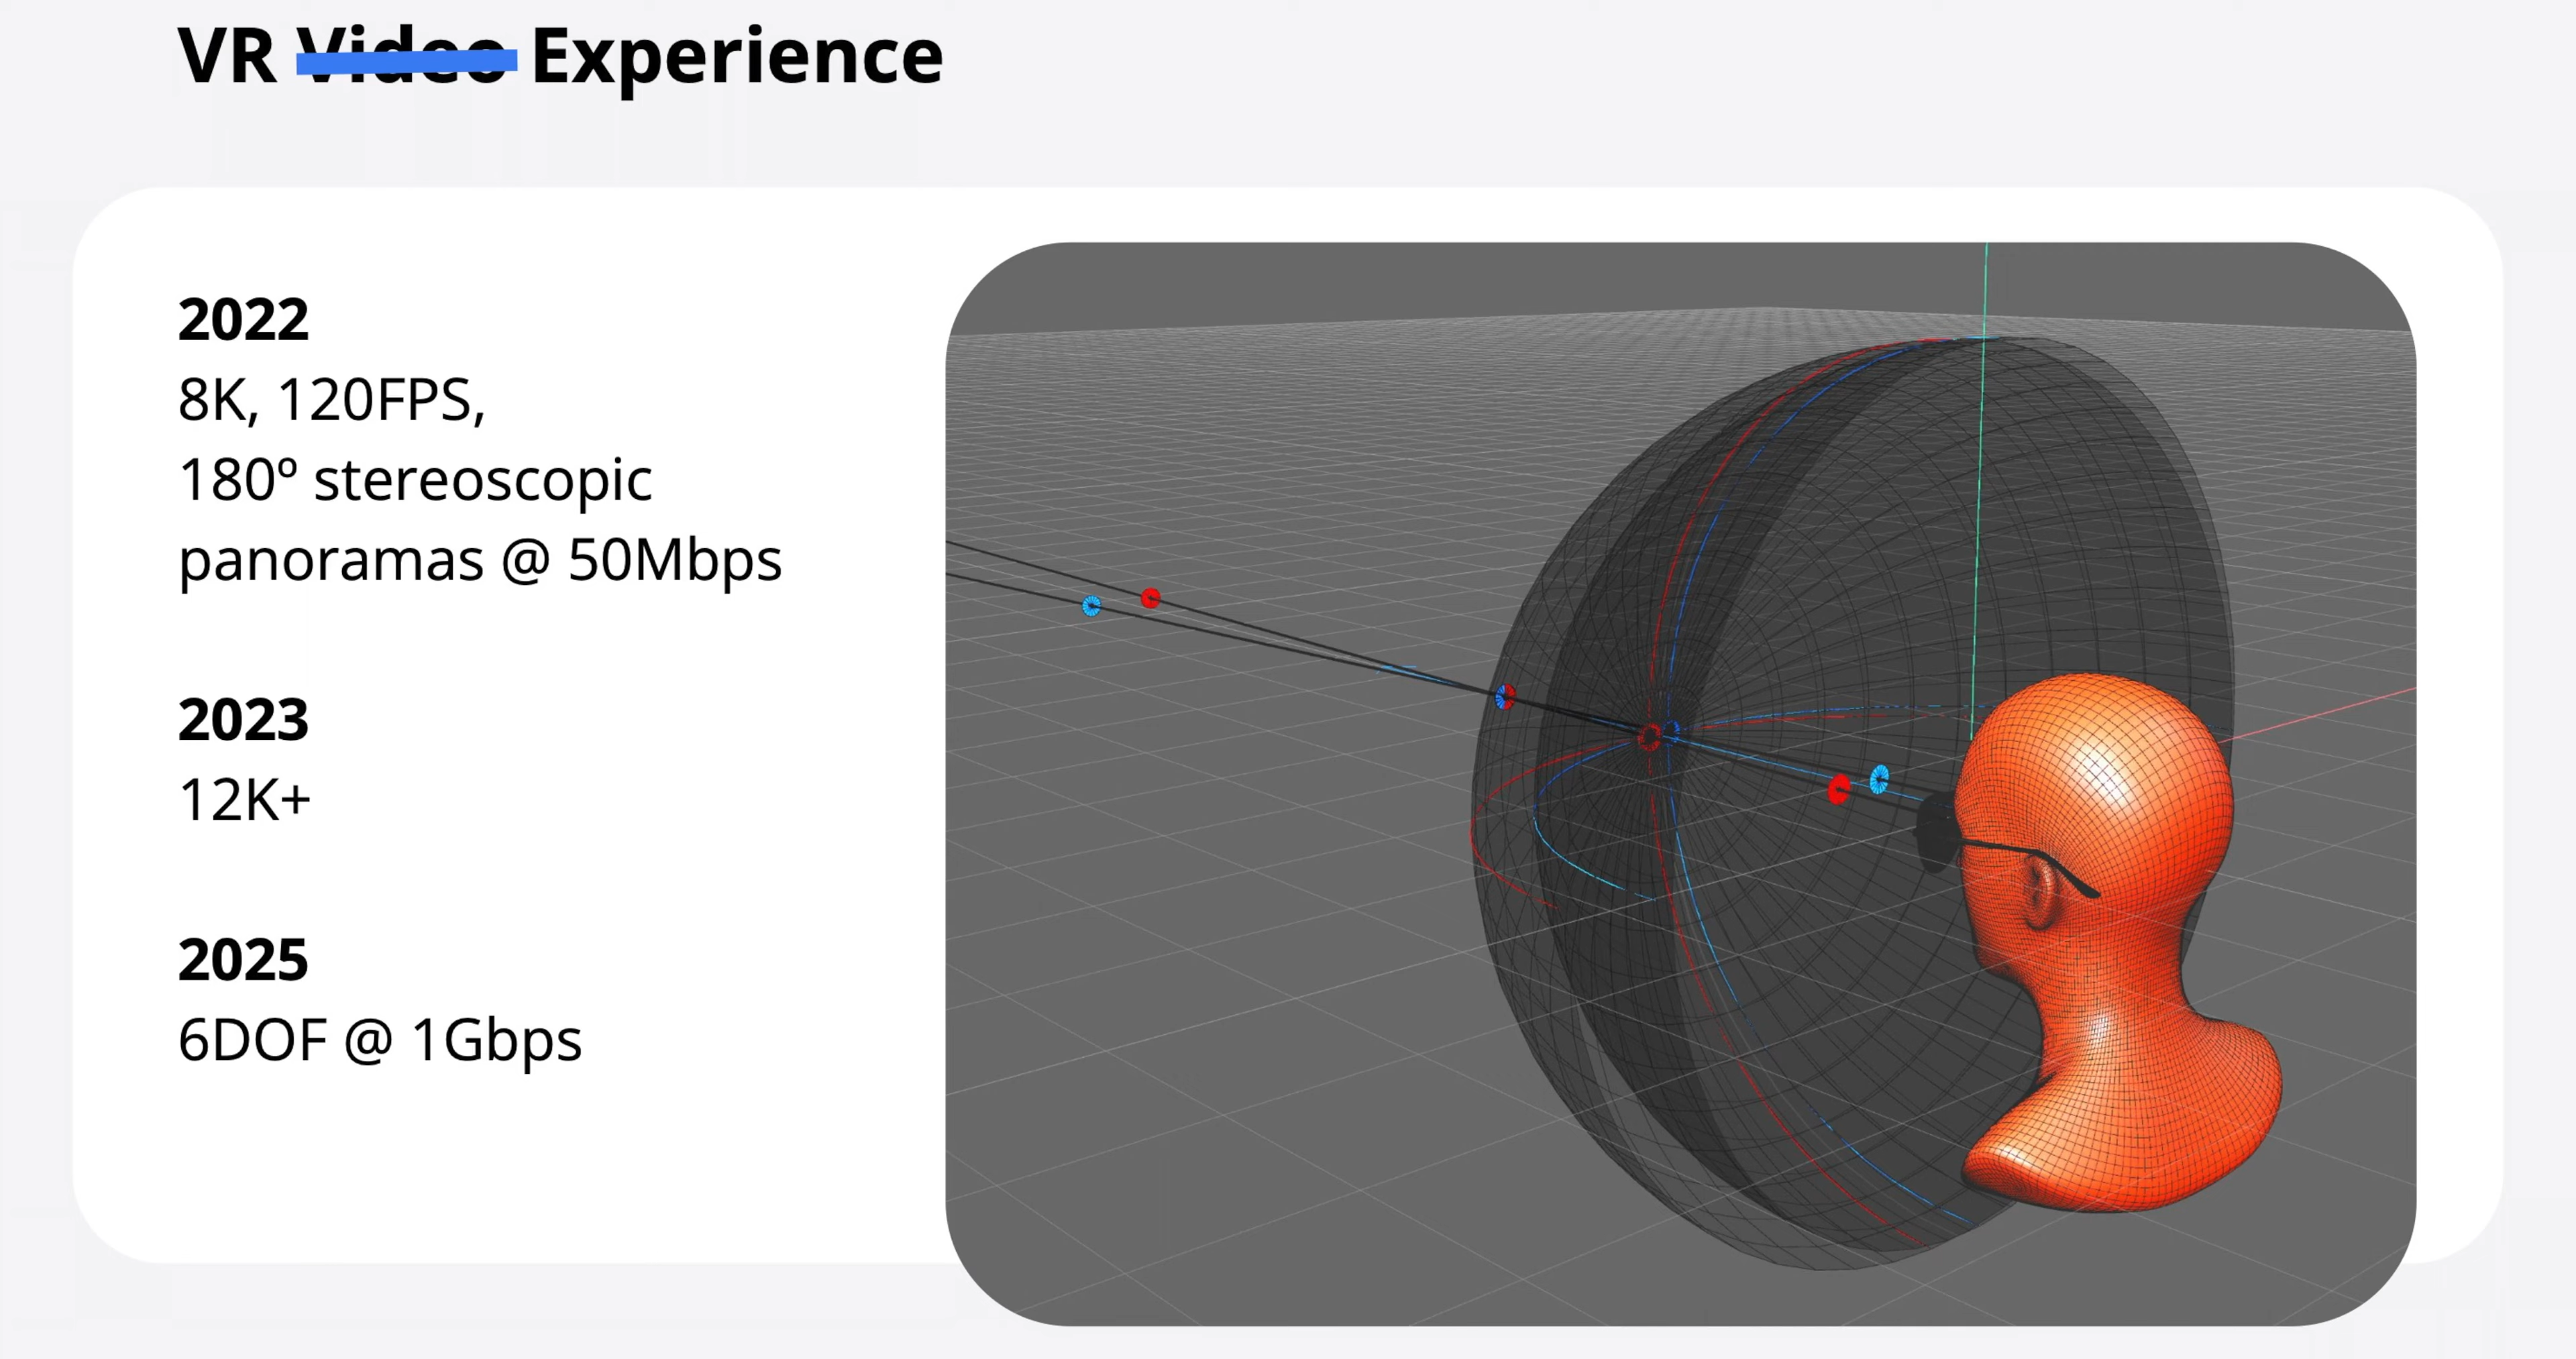 VR Video Experience
2022
8K, 120FPS,
180º stereoscopic
panoramas @ 50Mbps
2023
12K+
2025
6DOF @ 1Gbps